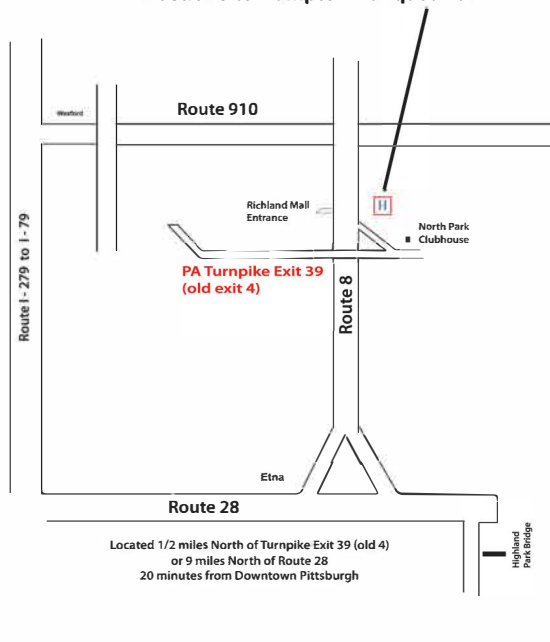 Wexford
Route 910
Richland Mall
Entrance
H
North Park
Clubhouse
PA Turnpike Exit 39
(old exit 4)
Route I - 279 to I - 79
Route 8
Etna
Route 28
Highland
Park Bridge
Located 1/2 miles North of Turnpike Exit 39 (old 4)
or 9 miles North of Route 28
20 minutes from Downtown Pittsburgh